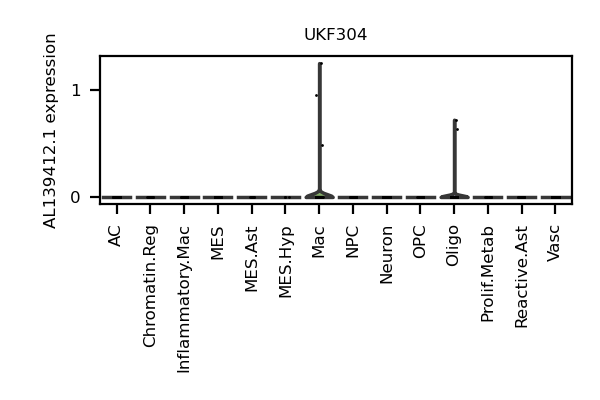 UKF304
AL139412.1 expression
1
0
AC
Chromatin.Reg
Inflammatory.Mac
MES
MES.Ast
MES.Hyp
Mac
NPC
Neuron
OPC
Oligo
Prolif.Metab
Reactive.Ast
Vasc